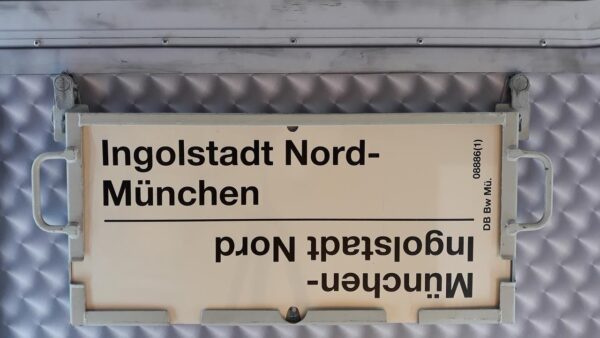 Ingolstadt Nord-
München
München-
Ingolstadt Nord
08886(1)
DB Bw Mü.